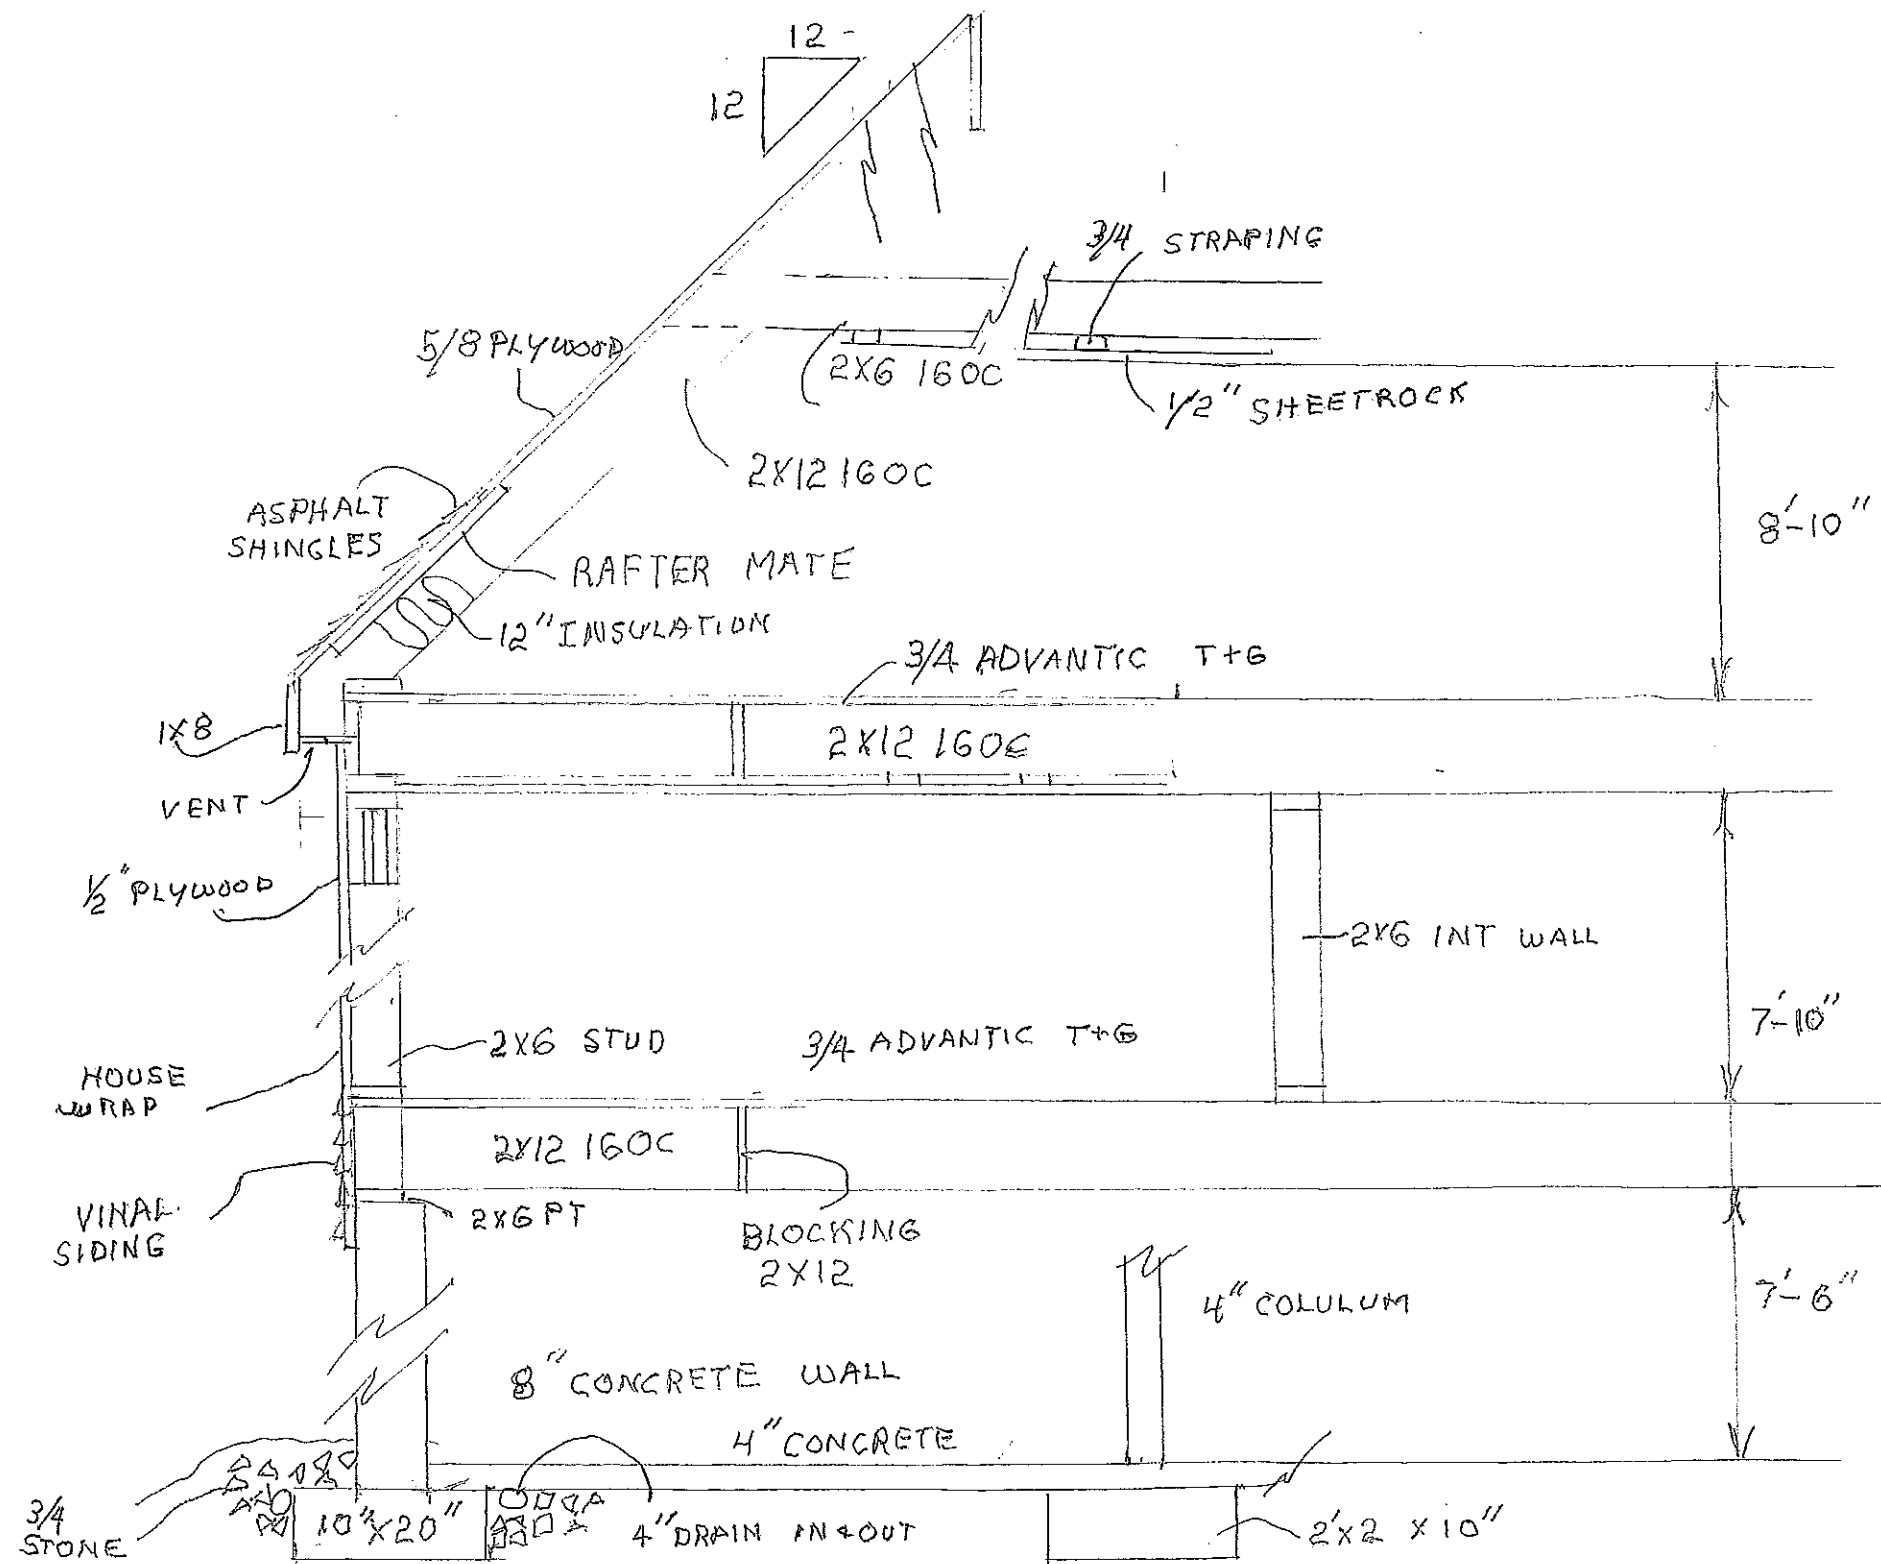 12
12
3/4 STRAPING
5/8 PLYWOOD
2X6 16OC
1/2" SHEETROCK
2X12 16OC
ASPHALT
SHINGLES
8'-10"
RAFTER MATE
12" INSULATION
3/4 ADVANTIC T+G
1X8
2X12 16OC
VENT
1/2" PLYWOOD
2X6 INT WALL
7'-10"
2X6 STUD
3/4 ADVANTIC T+G
HOUSE
WRAP
2X12 16OC
2X6 PT
VINAL
SIDING
BLOCKING
2X12
4" COLULUM
7'-6"
8" CONCRETE WALL
4" CONCRETE
3/4
STONE
10"X20"
4" DRAIN IN+OUT
2'X2 X10"